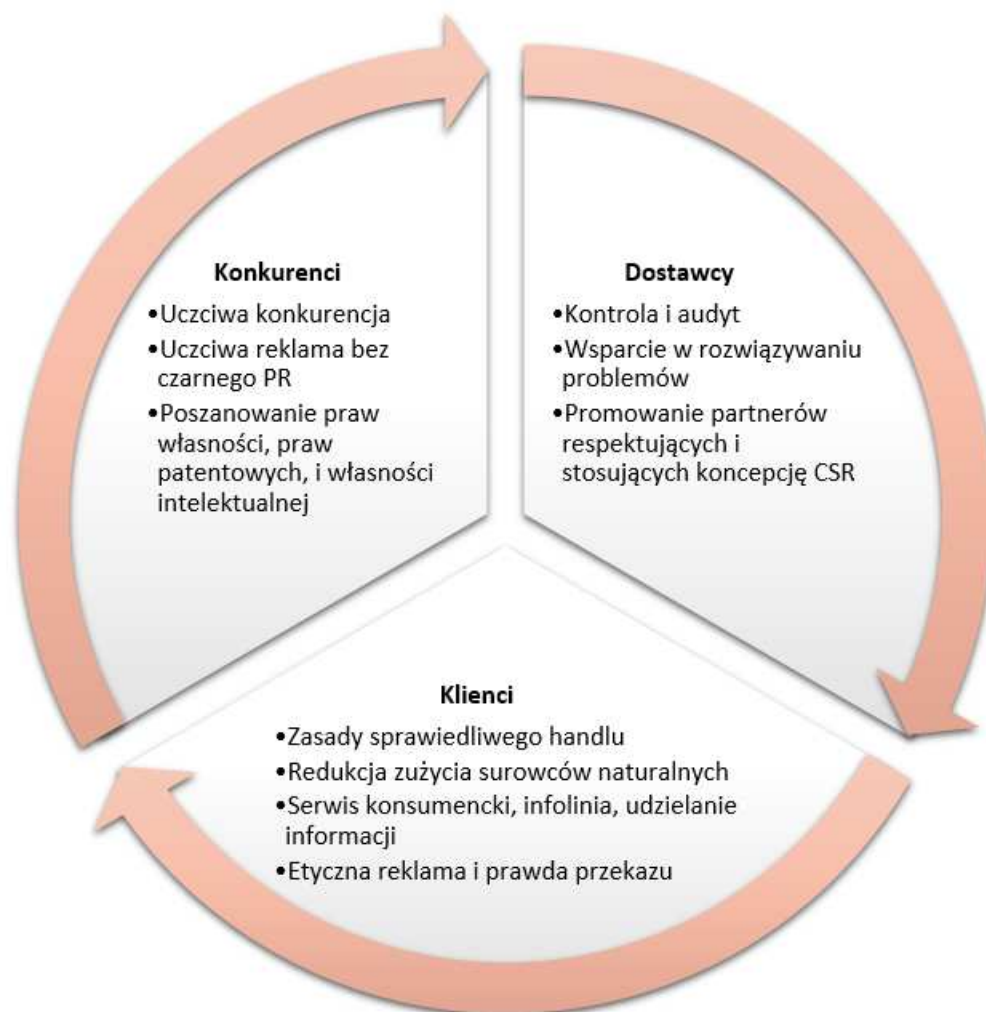 Konkurenci
•Uczciwa konkurencja
•Uczciwa reklama bez
czarnego PR
•Poszanowanie praw
własności, praw
patentowych, i własności
intelektualnej
Dostawcy
•Kontrola i audyt
•Wsparcie w rozwiązywaniu
problemów
•Promowanie partnerów
respektujących i
stosujących koncepcję CSR
Klienci
•Zasady sprawiedliwego handlu
•Redukcja zużycia surowców naturalnych
•Serwis konsumencki, infolinia, udzielanie
informacji
•Etyczna reklama i prawda przekazu